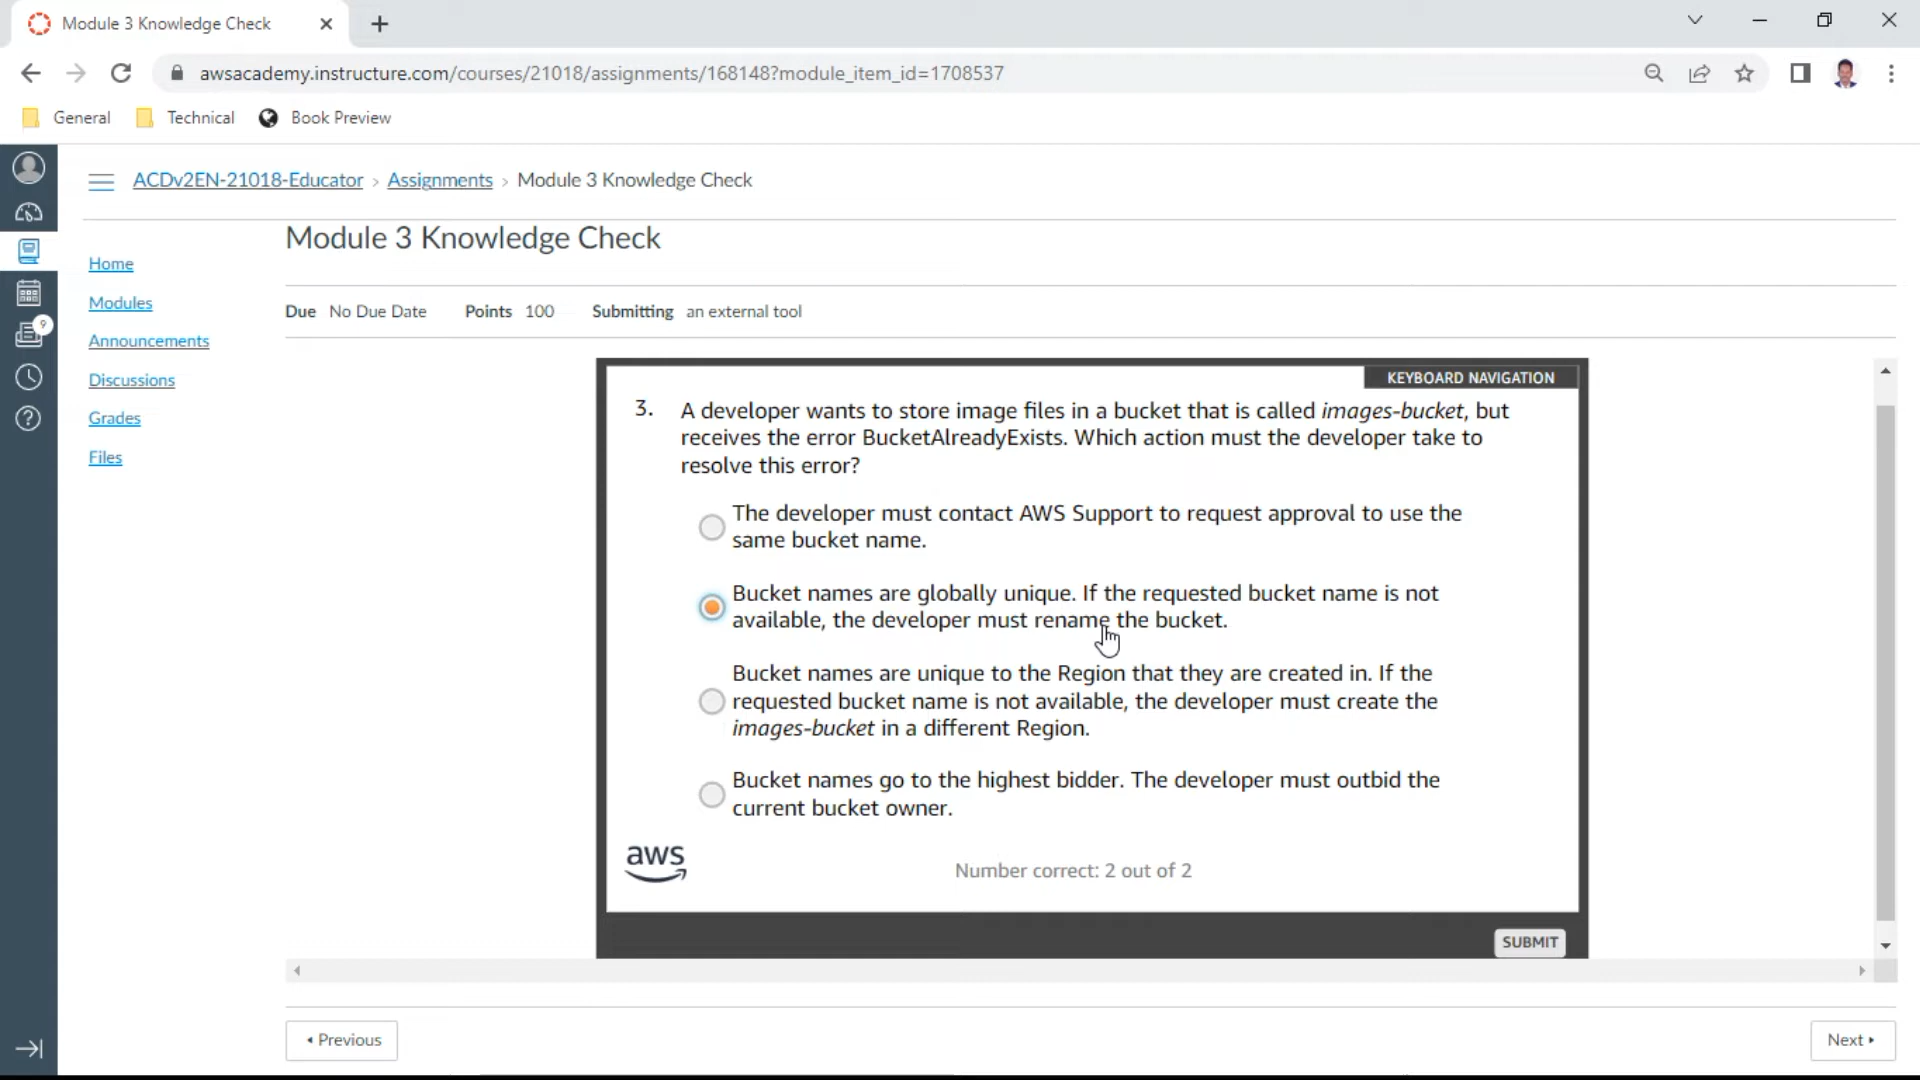 Module 3 Knowledge Check
awsacademy.instructure.com/courses/21018/assignments/168148?module_item_id=1708537
General Technical Book Preview
ACDv2EN-21018-Educator › Assignments › Module 3 Knowledge Check
Module 3 Knowledge Check
Home
Modules
Announcements
Discussions
Grades
Files
9
Due No Due Date Points 100 Submitting an external tool
KEYBOARD NAVIGATION
3. A developer wants to store image files in a bucket that is called images-bucket, but
receives the error BucketAlreadyExists. Which action must the developer take to
resolve this error?
The developer must contact AWS Support to request approval to use the
same bucket name.
Bucket names are globally unique. If the requested bucket name is not
available, the developer must rename the bucket.
Bucket names are unique to the Region that they are created in. If the
requested bucket name is not available, the developer must create the
images-bucket in a different Region.
Bucket names go to the highest bidder. The developer must outbid the
current bucket owner.
aws
Number correct: 2 out of 2
SUBMIT
Previous
Next